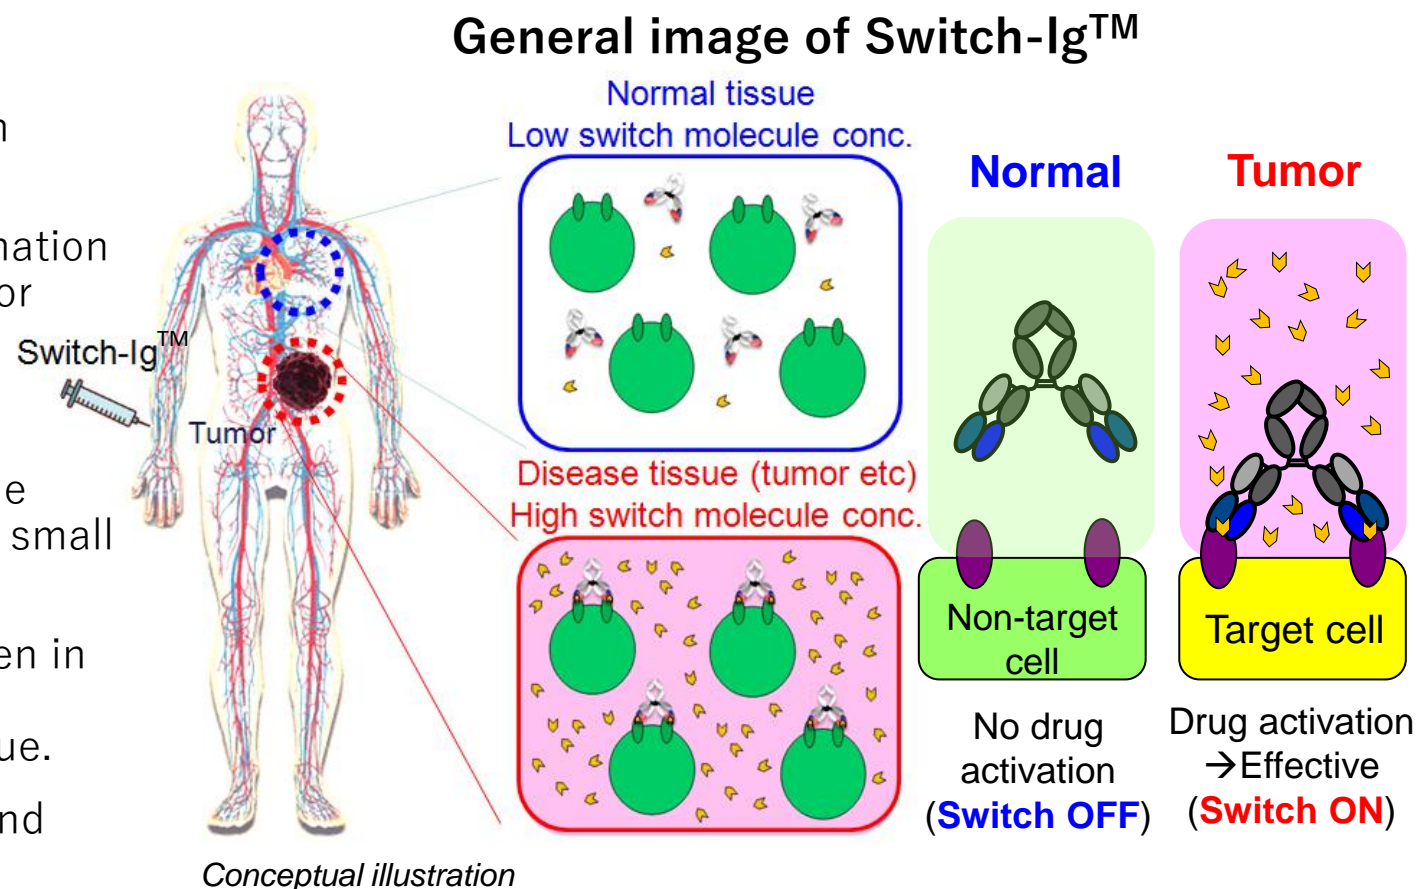 General image of Switch-Ig™
Normal tissue
Low switch molecule conc.
Normal
Tumor
or
Switch-Ig™
Tumor
Disease tissue (tumor etc)
High switch molecule conc.
small
Non-target
cell
Target cell
en in
ue.
No drug
activation
(Switch OFF)
Drug activation
→Effective
(Switch ON)
Conceptual illustration